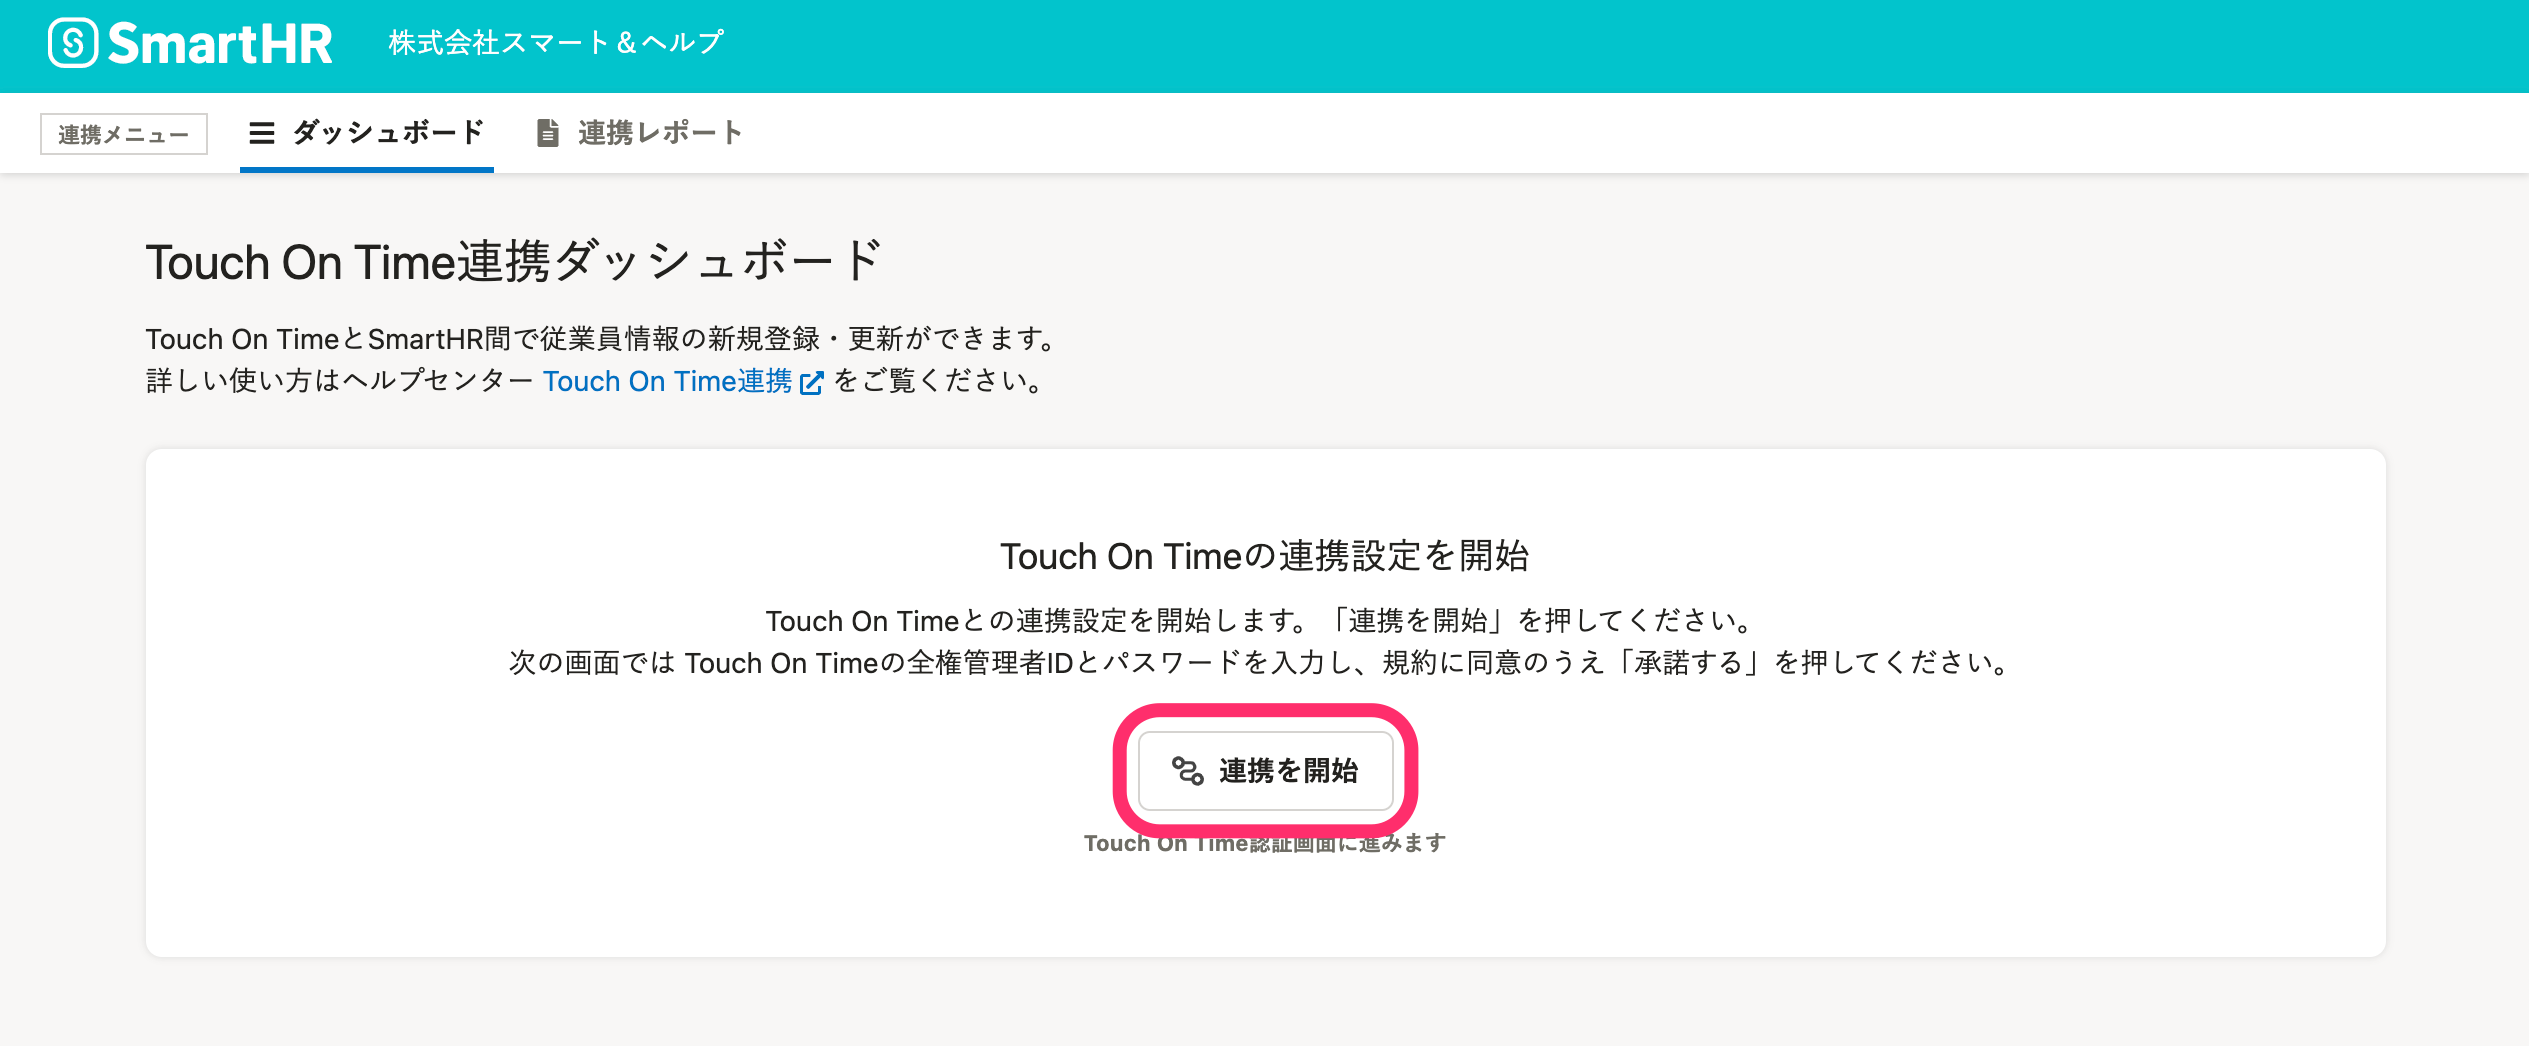 SmartHR 株式会社スマート＆ヘルプ
連携メニュー ダッシュボード 連携レポート
Touch On Time連携ダッシュボード
Touch On TimeとSmartHR間で従業員情報の新規登録・更新ができます。
詳しい使い方はヘルプセンター Touch On Time連携 をご覧ください。
Touch On Timeの連携設定を開始
Touch On Timeとの連携設定を開始します。「連携を開始」を押してください。
次の画面では Touch On Timeの全権管理者IDとパスワードを入力し、規約に同意のうえ「承諾する」を押してください。
連携を開始
Touch On Time認証画面に進みます